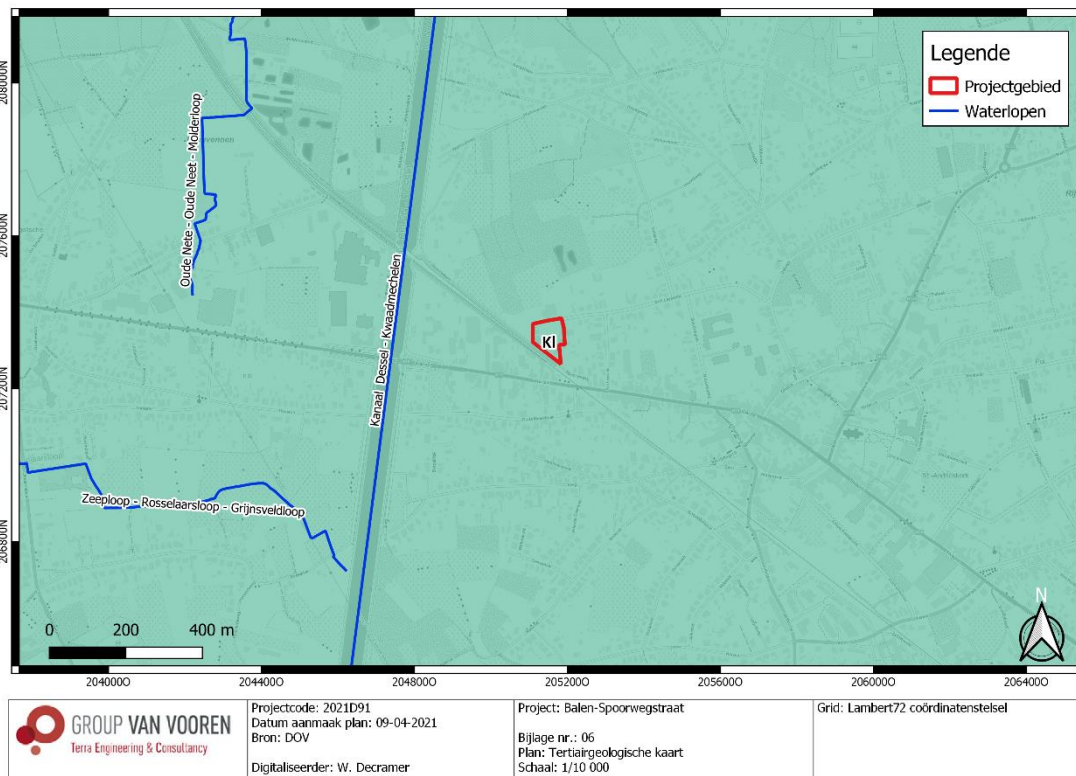 Legende
Projectgebied
Waterlopen
208000N
207600N
207200N
206800N
Oude Nete - Oude Neet - Molderloop
Kanaal Dessel - Kwaadmechelen
Kl
Zeeploop - Rosselaarsloop - Grijnsveldloop
N
0 200 400 m
204000O 204400O 204800O 205200O 205600O 206000O 206400O
GROUP VAN VOOREN
Terra Engineering & Consultancy
Projectcode: 2021D91
Datum aanmaak plan: 09-04-2021
Bron: DOV
Digitaliseerder: W. Decramer
Project: Balen-Spoorwegstraat
Bijlage nr.: 06
Plan: Tertiairgeologische kaart
Schaal: 1/10 000
Grid: Lambert72 coördinatenstelsel